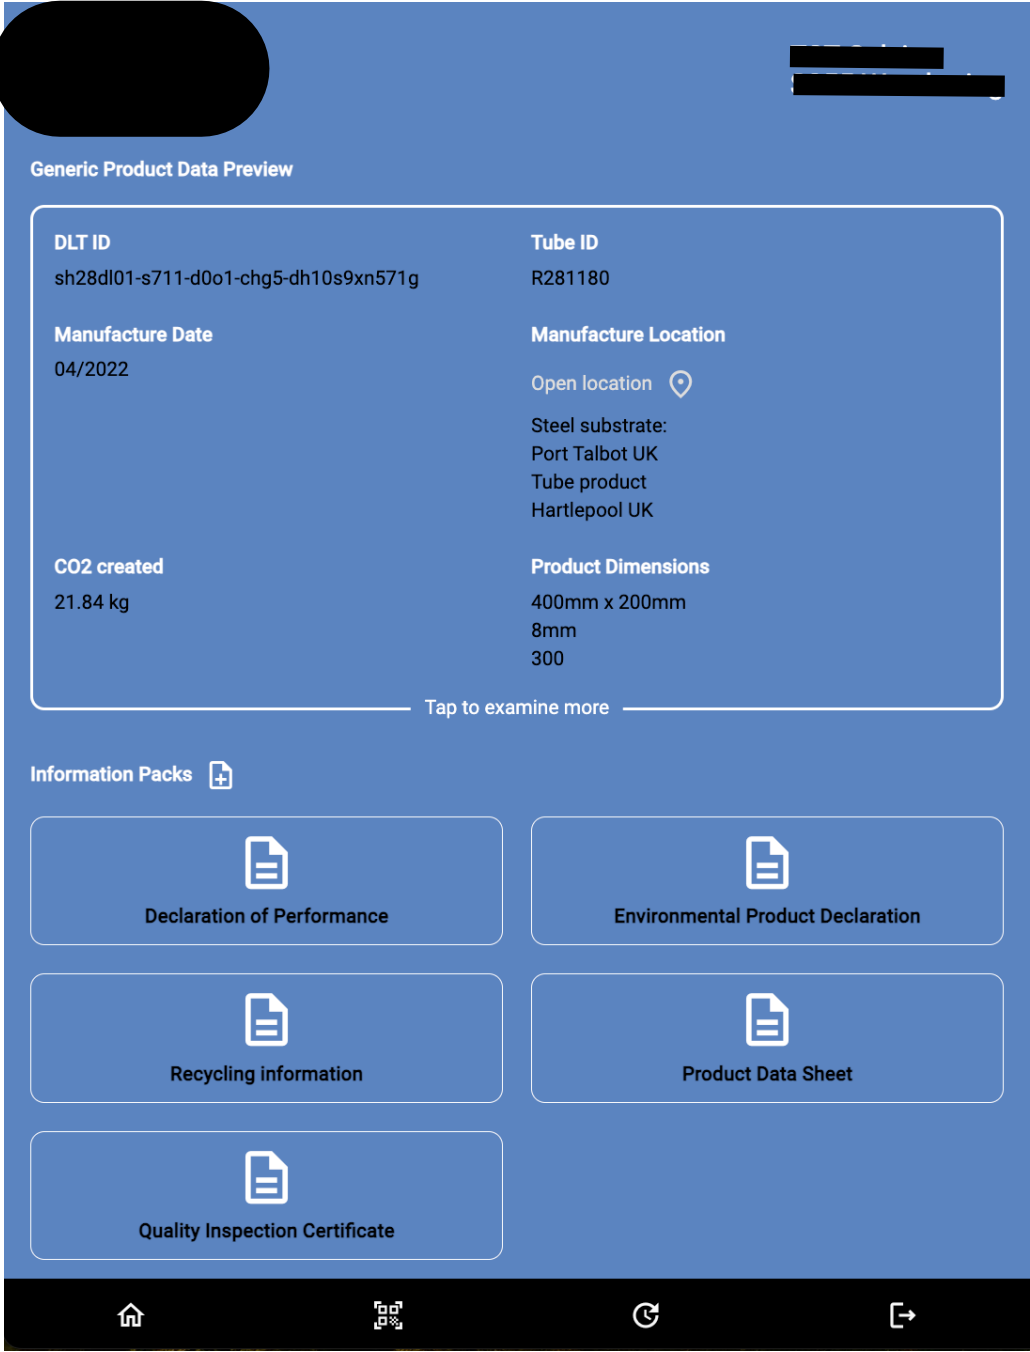 Generic Product Data Preview
DLT ID
sh28dl01-s711-d0o1-chg5-dh10s9xn571g
Tube ID
R281180
Manufacture Date
04/2022
Manufacture Location
Open location
Steel substrate:
Port Talbot UK
Tube product
Hartlepool UK
CO2 created
21.84 kg
Product Dimensions
400mm x 200mm
8mm
300
Tap to examine more
Information Packs
Declaration of Performance
Environmental Product Declaration
Recycling information
Product Data Sheet
Quality Inspection Certificate